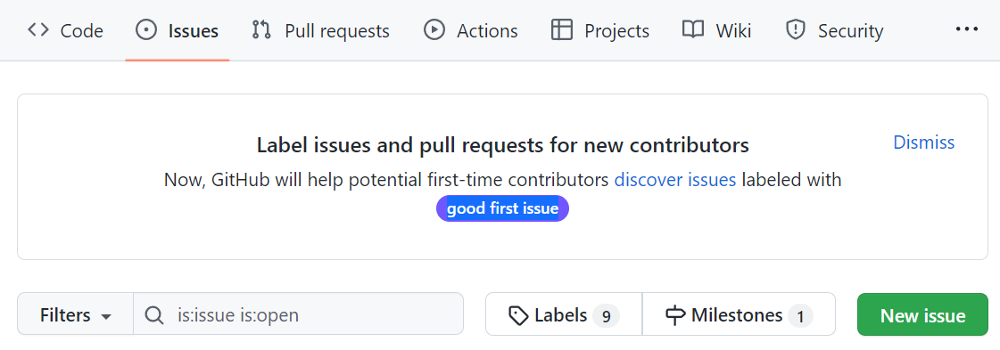 Code Issues Pull requests Actions Projects Wiki Security ...
Label issues and pull requests for new contributors
Dismiss
Now, GitHub will help potential first-time contributors discover issues labeled with
good first issue
Filters is:issue is:open Labels 9 Milestones 1 New issue